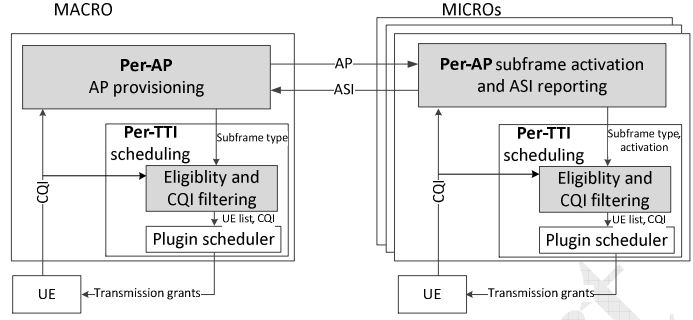 MACRO
MICROs
Per-AP
AP provisioning
AP
ASI
Per-AP subframe activation
and ASI reporting
Per-TTI
scheduling
Subframe type
CQI
Eligiblity and
CQI filtering
UE list, CQI
Plugin scheduler
UE
Transmission grants
Per-TTI
scheduling
Subframe type,
activation
CQI
Eligiblity and
CQI filtering
UE list, CQI
Plugin scheduler
UE
Transmission grants